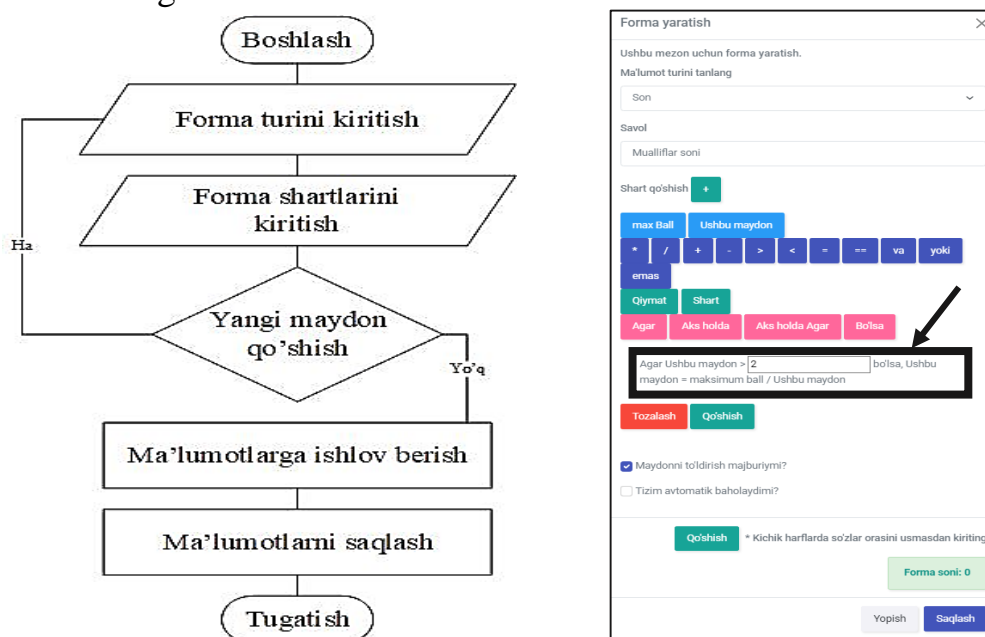 Boshlash
Forma turini kiritish
Forma shartlarini
kiritish
Ha
Yangi maydon
qo'shish
Yo'q
Ma'lumotlarga ishlov berish
Ma'lumotlarni saqlash
Tugatish
Forma yaratish
Ushbu mezon uchun forma yaratish.
Ma'lumot turini tanlang
Son
Savol
Mualliflar soni
Shart qo'shish +
max Ball Ushbu maydon
* / + - > < = == va yoki
emas
Qiymat Shart
Agar Aks holda Aks holda Agar Bo'lsa
Agar Ushbu maydon > 2 bo'lsa, Ushbu
maydon = maksimum ball / Ushbu maydon
Tozalash Qo'shish
Maydonni to'ldirish majburiymi?
Tizim avtomatik baholaydimi?
Qo'shish * Kichik harflarda so'zlar orasini usmasdan kiriting
Forma soni: 0
Yopish Saqlash